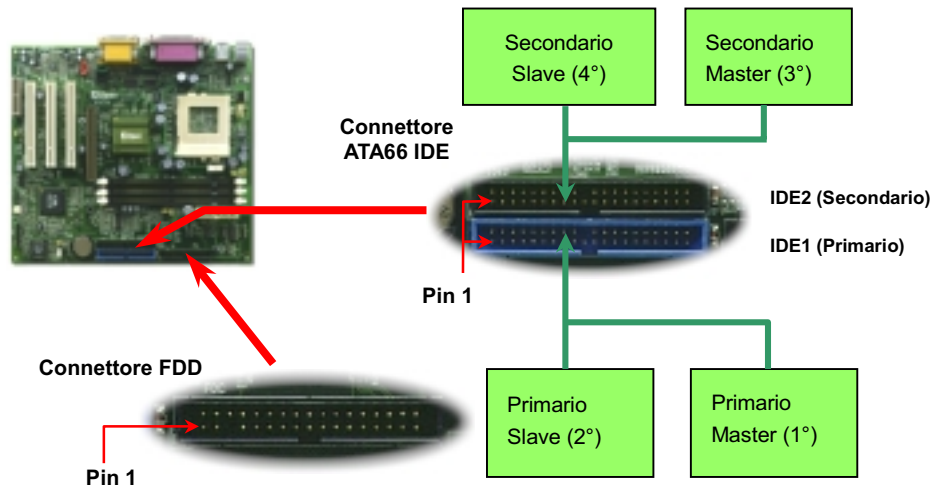 Secondario
Slave (4°)
Secondario
Master (3°)
Connettore
ATA66 IDE
IDE2 (Secondario)
IDE1 (Primario)
Pin 1
Connettore FDD
Primario
Slave (2°)
Primario
Master (1°)
Pin 1